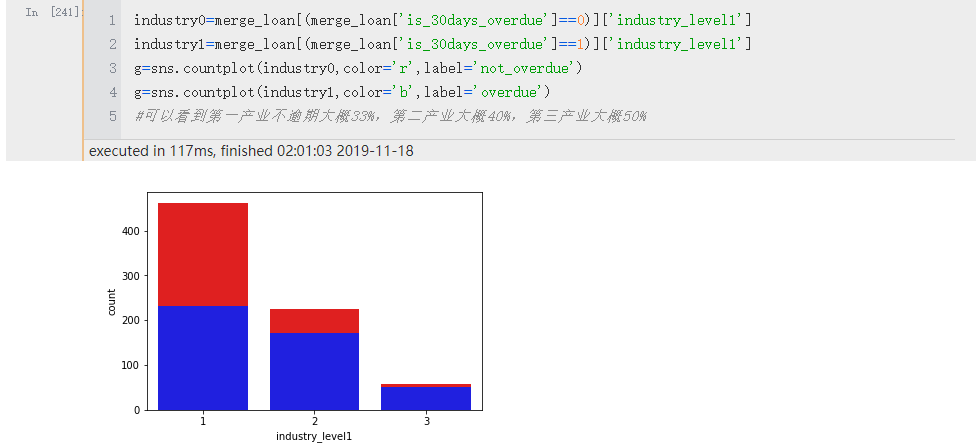 In [241]:
1 industry0=merge_loan[(merge_loan['is_30days_overdue']==0)]['industry_level1']
2 industry1=merge_loan[(merge_loan['is_30days_overdue']==1)]['industry_level1']
3 g=sns.countplot(industry0,color='r',label='not_overdue')
4 g=sns.countplot(industry1,color='b',label='overdue')
5 #可以看到第一产业不逾期大概33%，第二产业大概40%，第三产业大概50%
executed in 117ms, finished 02:01:03 2019-11-18
400
300
200
100
0
count
1 2 3
industry_level1